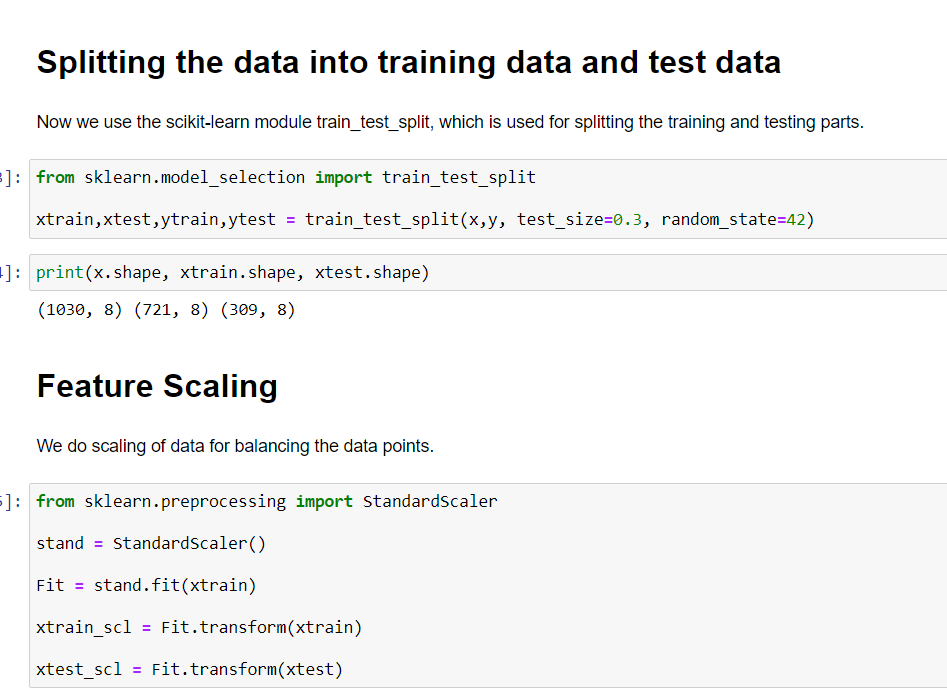 Splitting the data into training data and test data
Now we use the scikit-learn module train_test_split, which is used for splitting the training and testing parts.
]: from sklearn.model_selection import train_test_split
xtrain,xtest,ytrain,ytest = train_test_split(x,y, test_size=0.3, random_state=42)
]: print(x.shape, xtrain.shape, xtest.shape)
(1030, 8) (721, 8) (309, 8)
Feature Scaling
We do scaling of data for balancing the data points.
]: from sklearn.preprocessing import StandardScaler
stand = StandardScaler()
Fit = stand.fit(xtrain)
xtrain_scl = Fit.transform(xtrain)
xtest_scl = Fit.transform(xtest)